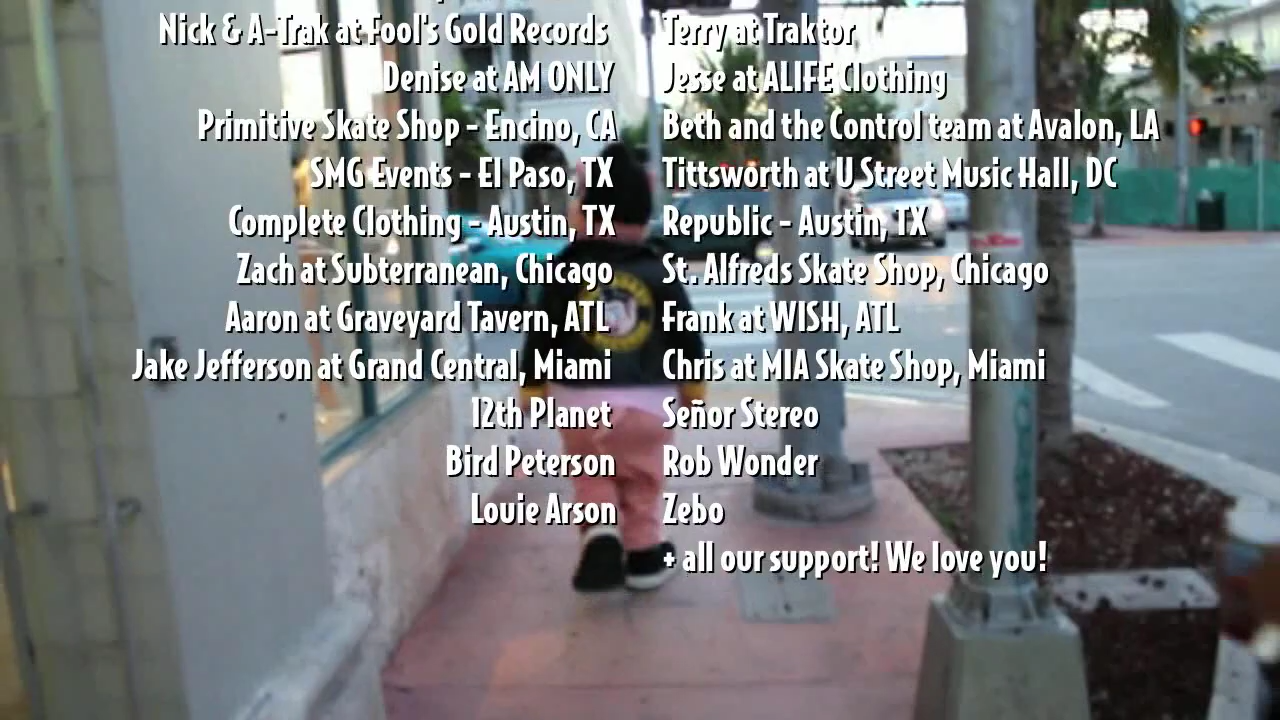 Nick & A-Trak at Fool's Gold Records
Terry at Traktor
Denise at AM ONLY
Jesse at ALIFE Clothing
Primitive Skate Shop - Encino, CA
Beth and the Control team at Avalon, LA
SMG Events - El Paso, TX
Tittsworth at U Street Music Hall, DC
Complete Clothing - Austin, TX
Republic - Austin, TX
Zach at Subterranean, Chicago
St. Alfreds Skate Shop, Chicago
Aaron at Graveyard Tavern, ATL
Frank at WISH, ATL
Jake Jefferson at Grand Central, Miami
Chris at MIA Skate Shop, Miami
12th Planet
Señor Stereo
Bird Peterson
Rob Wonder
Louie Arson
Zebo
+ all our support! We love you!